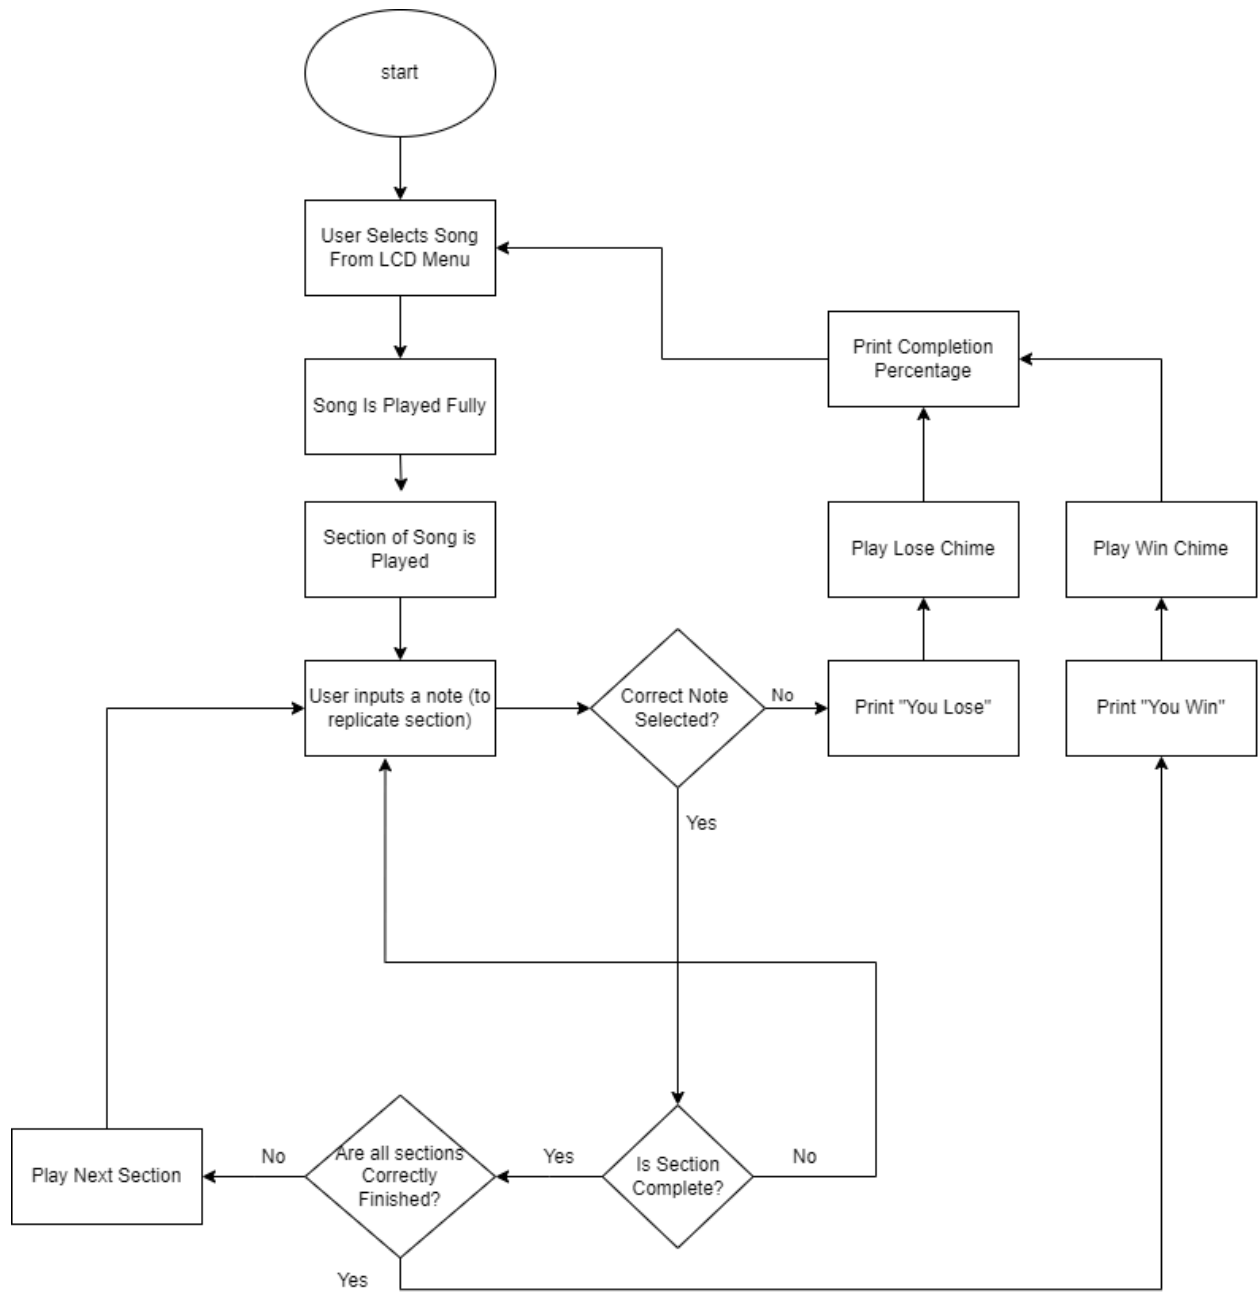 start
User Selects Song
From LCD Menu
Print Completion
Percentage
Song Is Played Fully
Section of Song is
Played
Play Lose Chime
Play Win Chime
User inputs a note (to
replicate section)
Correct Note
Selected?
No
Print "You Lose"
Print "You Win"
Yes
Play Next Section
No
Are all sections
Correctly
Finished?
Yes
Is Section
Complete?
No
Yes